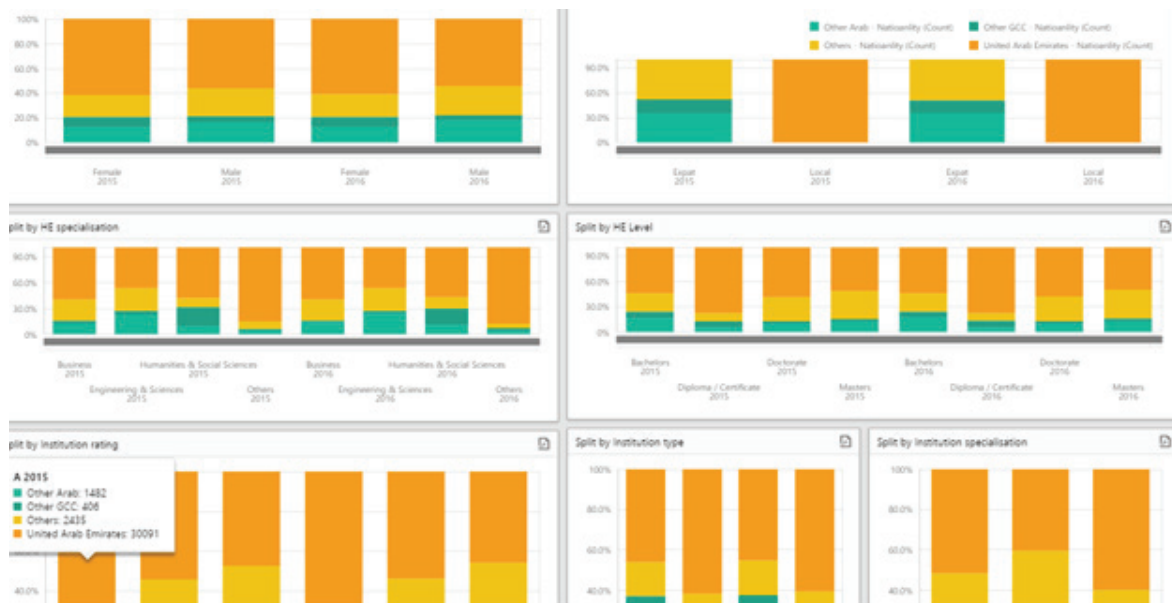 100%
80.0%
60.0%
40.0%
20.0%
0%
Female Male Female Male
2015 2015 2016 2016
Other Arab - Natioanlity (Count) Other GCC - Natioanlity (Count)
Others - Natioanlity (Count) United Arab Emirates - Natioanlity (Count)
90.0%
60.0%
30.0%
0%
Expat Local Expat Local
2015 2015 2016 2016
plit by HE specialisation
90.0%
60.0%
30.0%
0%
Business Humanities & Social Sciences Business Humanities & Social Sciences
2015 2015 2016 2016
Engineering & Sciences Others Engineering & Sciences Others
2015 2015 2016 2016
Split by HE Level
90.0%
60.0%
30.0%
0%
Bachelors Doctorate Bachelors Doctorate
2015 2015 2016 2016
Diploma / Certificate Masters Diploma / Certificate Masters
2015 2015 2016 2016
plit by Institution rating
A 2015
Other Arab: 1482
Other GCC: 406
Others: 2435
United Arab Emirates: 30091
40.0%
Split by Institution type
100%
80.0%
60.0%
40.0%
Split by Institution specialisation
100%
80.0%
60.0%
40.0%